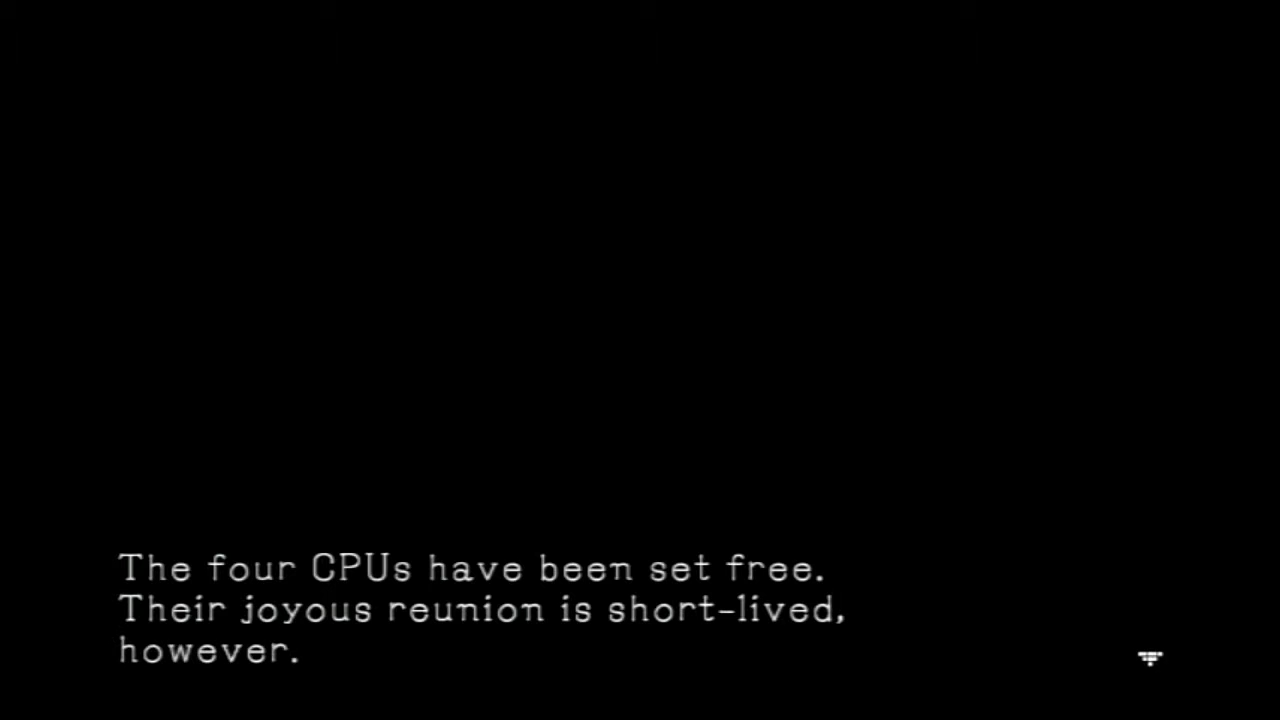 The four CPUs have been set free.
Their joyous reunion is short-lived,
however.